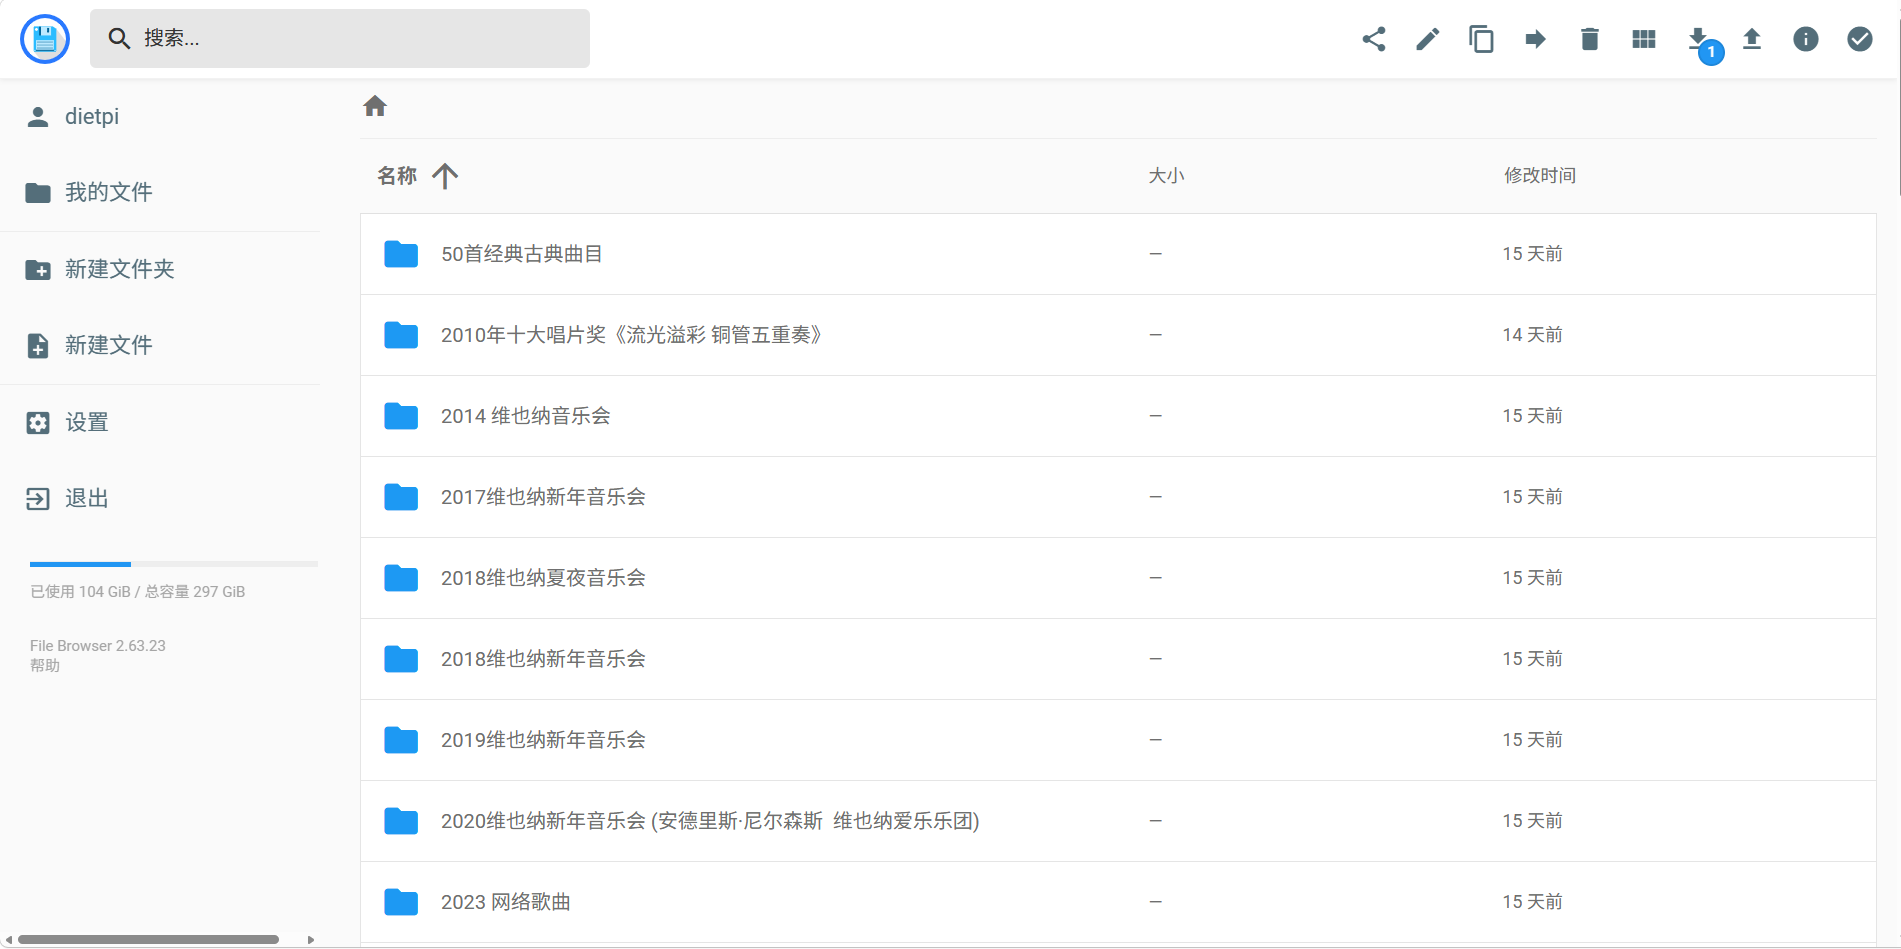 搜索...
1
dietpi
我的文件
新建文件夹
新建文件
设置
退出
已使用 104 GiB / 总容量 297 GiB
File Browser 2.63.23
帮助
名称 大小 修改时间
50首经典古典曲目 — 15 天前
2010年十大唱片奖《流光溢彩 铜管五重奏》 — 14 天前
2014 维也纳音乐会 — 15 天前
2017维也纳新年音乐会 — 15 天前
2018维也纳夏夜音乐会 — 15 天前
2018维也纳新年音乐会 — 15 天前
2019维也纳新年音乐会 — 15 天前
2020维也纳新年音乐会 (安德里斯·尼尔森斯  维也纳爱乐乐团) — 15 天前
2023 网络歌曲 — 15 天前